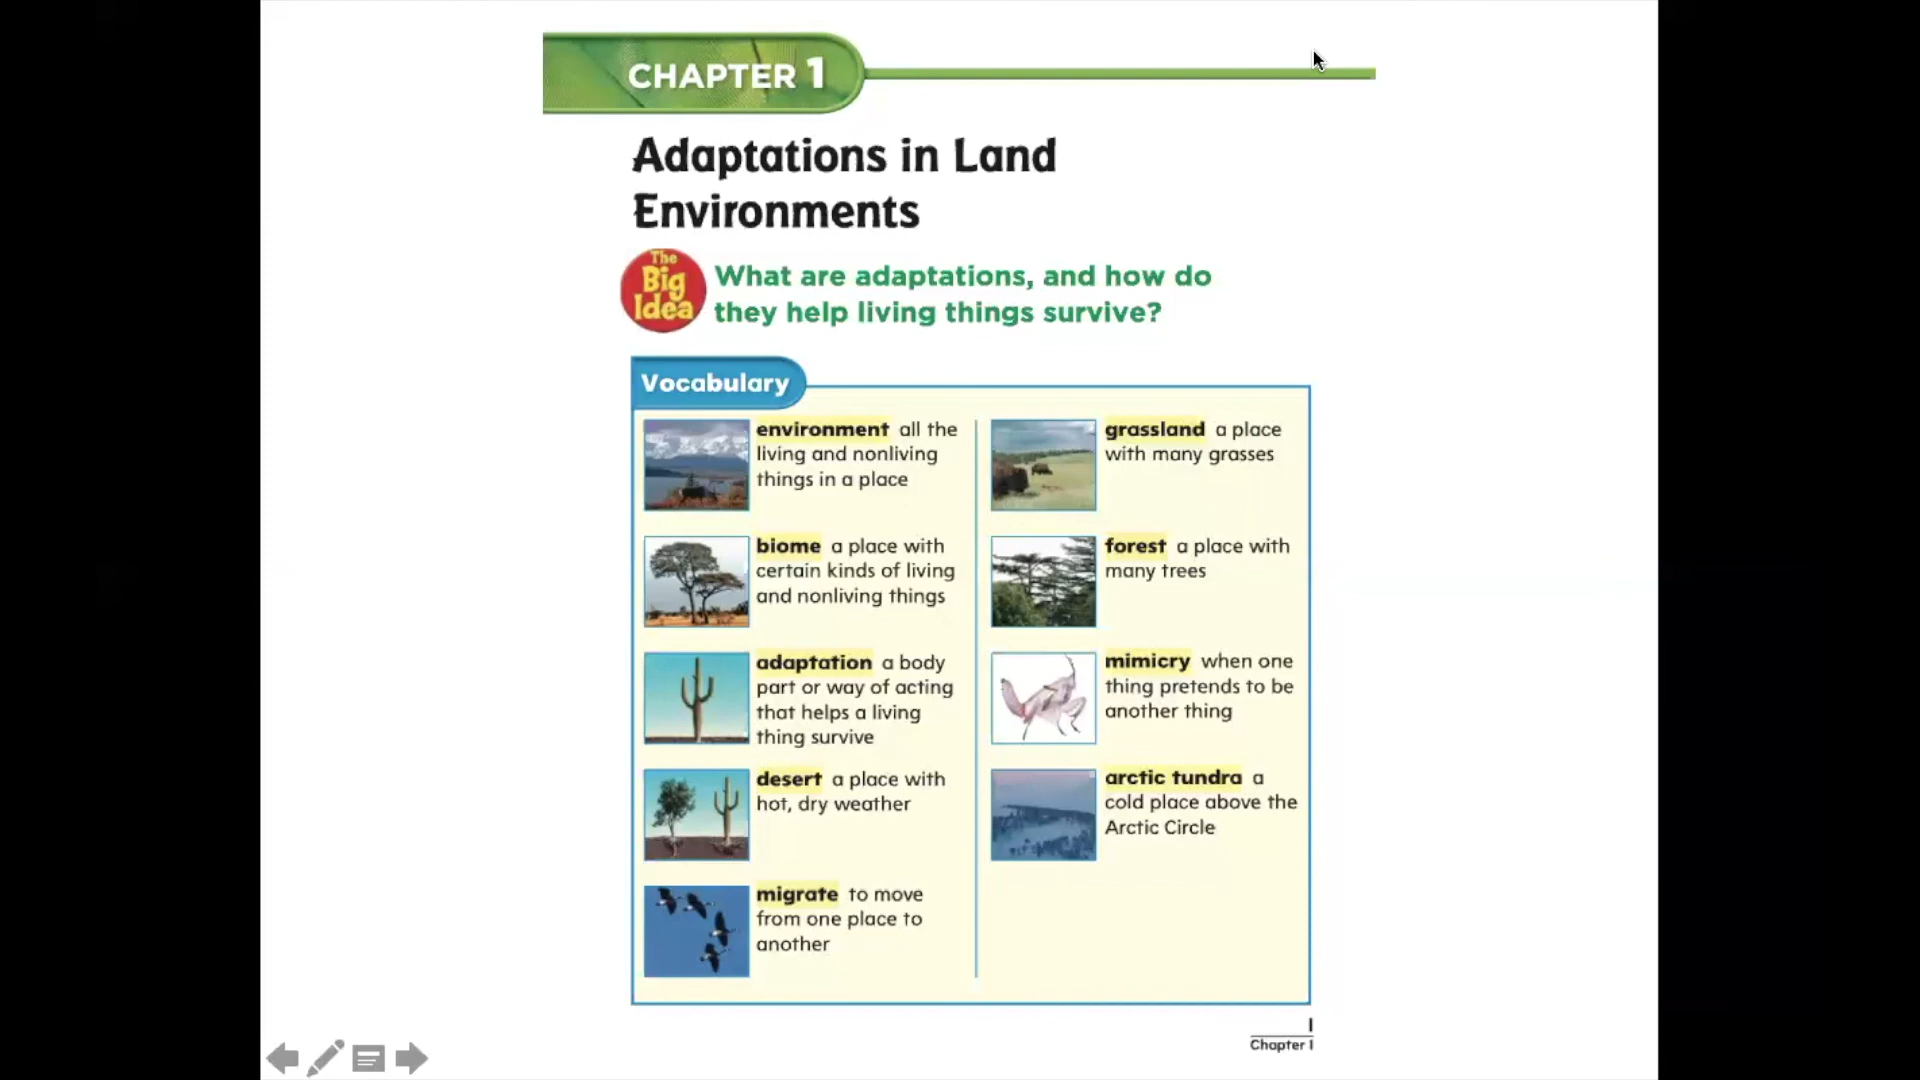 CHAPTER 1
Adaptations in Land
Environments
The
Big
Idea
What are adaptations, and how do
they help living things survive?
Vocabulary
environment all the
living and nonliving
things in a place
biome a place with
certain kinds of living
and nonliving things
adaptation a body
part or way of acting
that helps a living
thing survive
desert a place with
hot, dry weather
migrate to move
from one place to
another
grassland a place
with many grasses
forest a place with
many trees
mimicry when one
thing pretends to be
another thing
arctic tundra a
cold place above the
Arctic Circle
1
Chapter 1